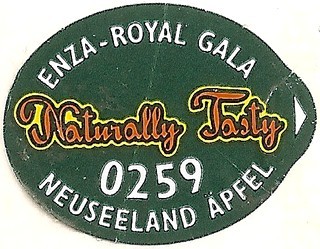 ENZA-ROYAL GALA
Naturally Tasty
0259
NEUSEELAND ÄPFEL